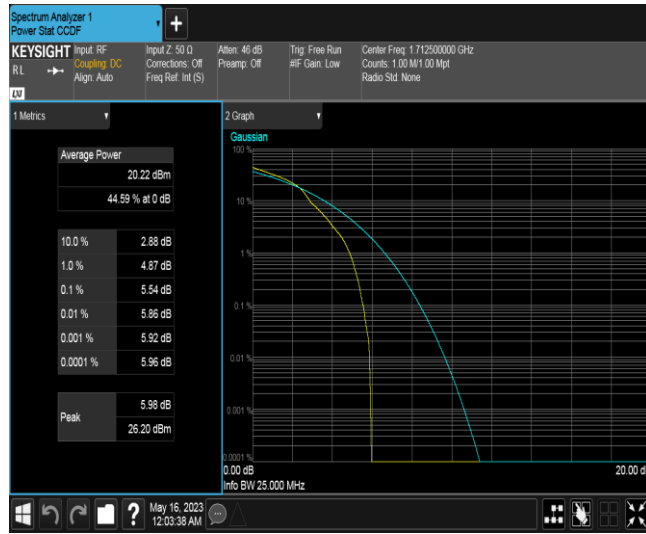 Spectrum Analyzer 1
Power Stat CCDF
+
KEYSIGHT
RL
LXI
Input: RF
Coupling: DC
Align: Auto
Input Z: 50 Ω
Corrections: Off
Freq Ref: Int (S)
Atten: 46 dB
Preamp: Off
Trig: Free Run
#IF Gain: Low
Center Freq: 1.712500000 GHz
Counts: 1.00 M/1.00 Mpt
Radio Std: None
1 Metrics
Average Power
20.22 dBm
44.59 % at 0 dB
10.0 % 2.88 dB
1.0 % 4.87 dB
0.1 % 5.54 dB
0.01 % 5.86 dB
0.001 % 5.92 dB
0.0001 % 5.96 dB
Peak
5.98 dB
26.20 dBm
2 Graph
Gaussian
100 %
10 %
1 %
0.1 %
0.01 %
0.001 %
0.0001 %
0.00 dB 20.00 d
Info BW 25.000 MHz
?
May 16, 2023
12:03:38 AM